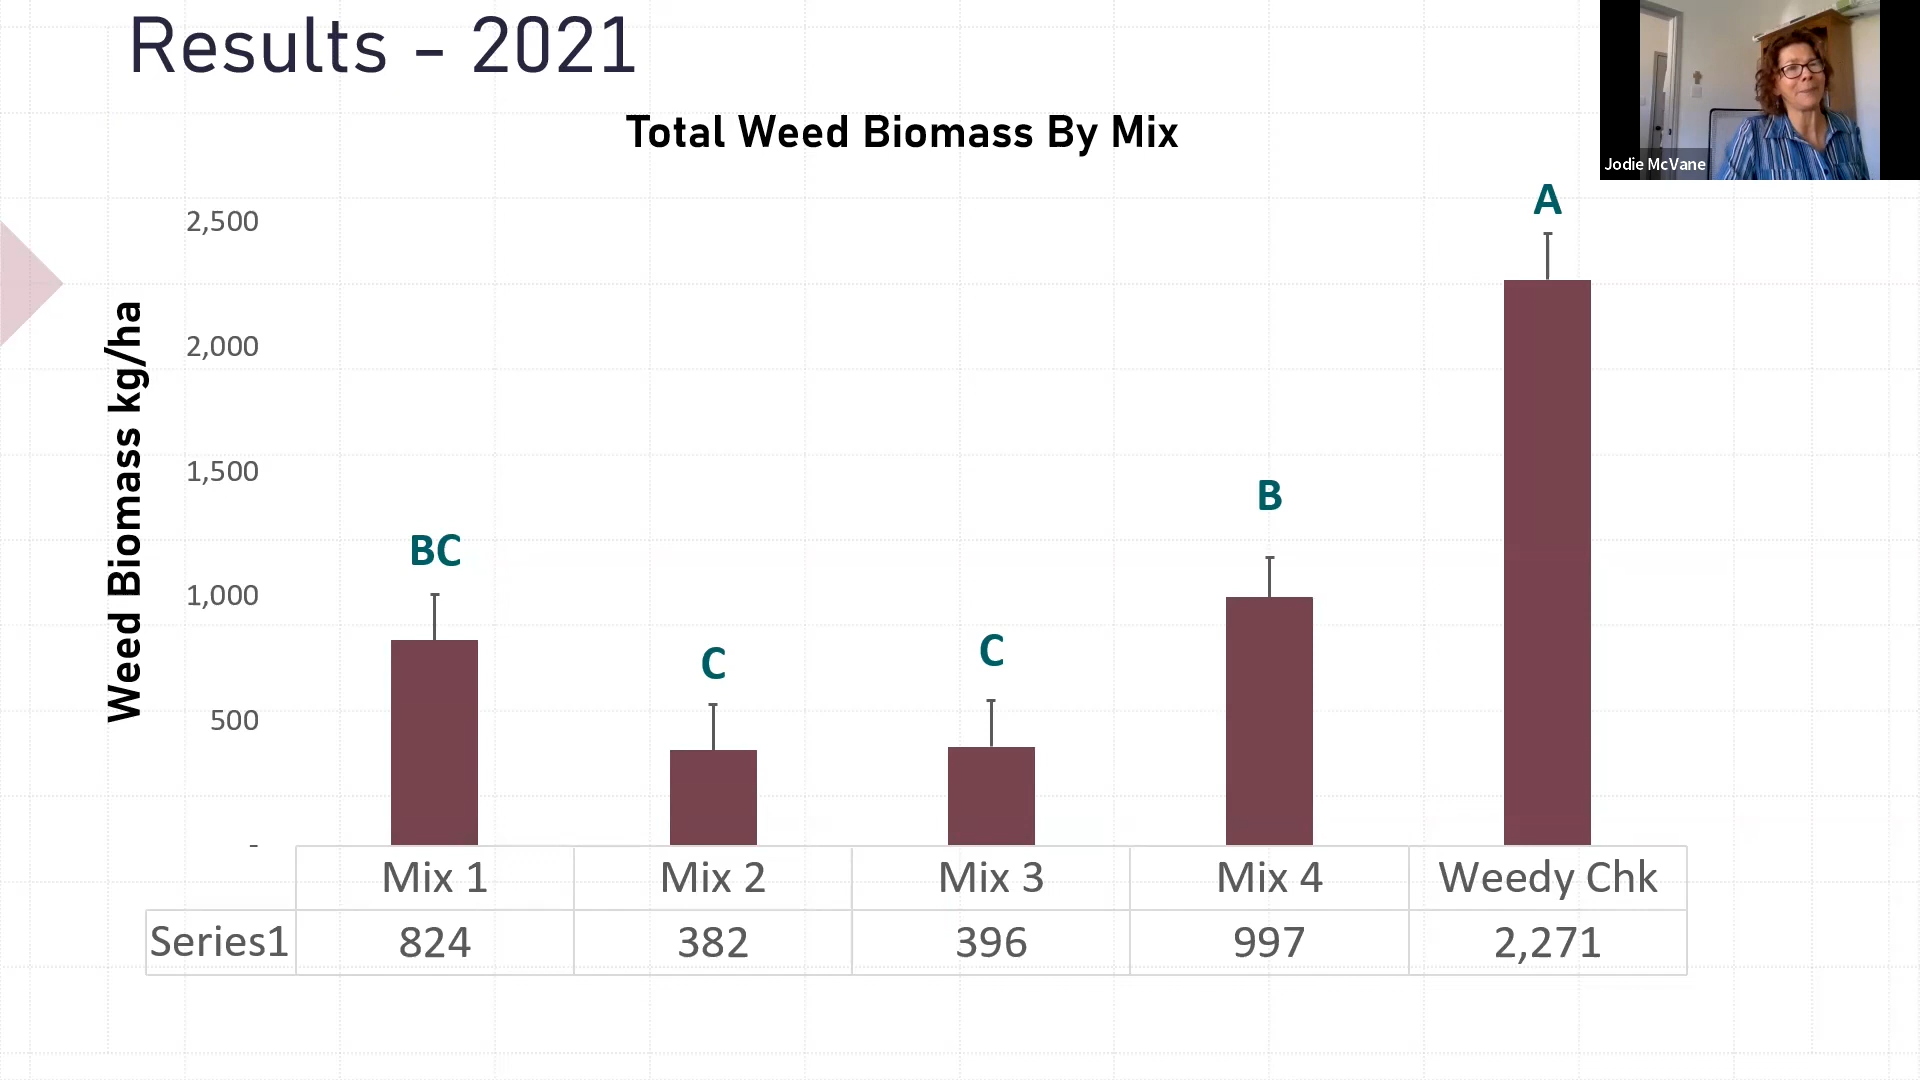 Results - 2021
Jodie McVane
Total Weed Biomass By Mix
Weed Biomass kg/ha
2,500
2,000
1,500
1,000
500
-
BC
C
C
B
A
Mix 1 Mix 2 Mix 3 Mix 4 Weedy Chk
Series1 824 382 396 997 2,271